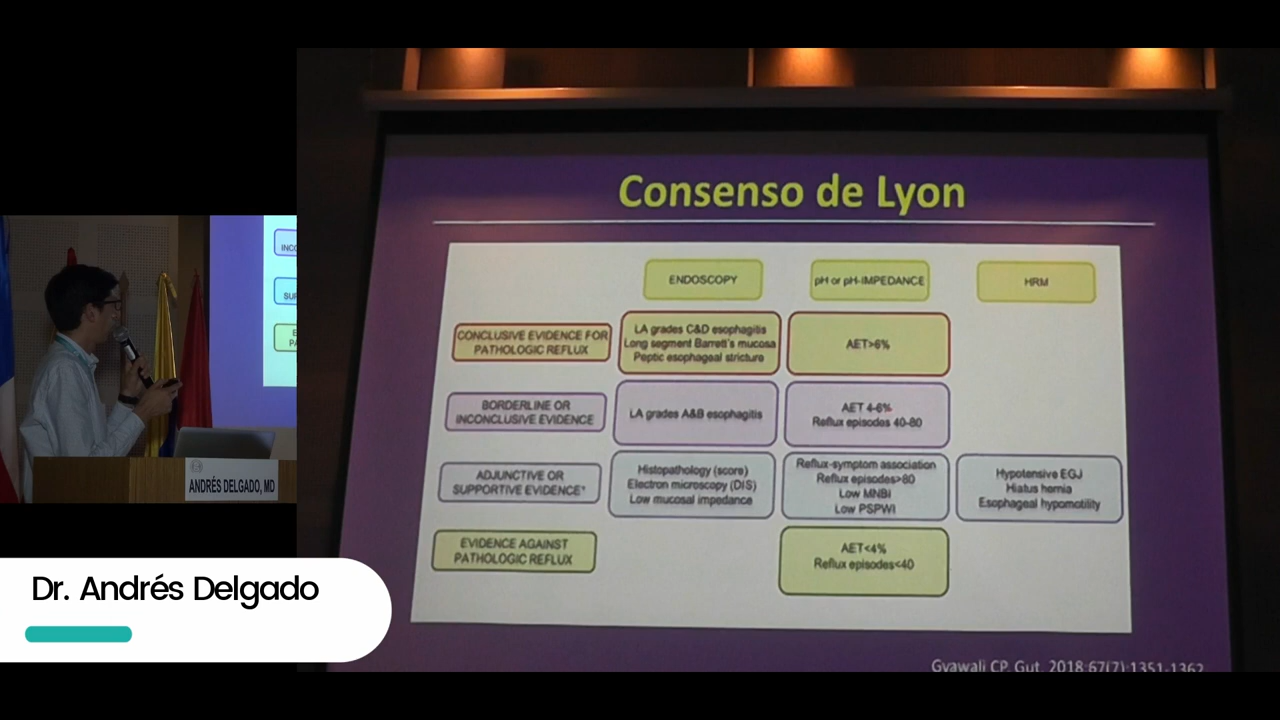 Consenso de Lyon
ENDOSCOPY
pH or pH-IMPEDANCE
HRM
CONCLUSIVE EVIDENCE FOR
PATHOLOGIC REFLUX
LA grades C&D esophagitis
Long segment Barrett's mucosa
Peptic esophageal stricture
AET>6%
BORDERLINE OR
INCONCLUSIVE EVIDENCE
LA grades A&B esophagitis
AET 4-6%
Reflux episodes 40-80
ADJUNCTIVE OR
SUPPORTIVE EVIDENCE*
Histopathology (score)
Electron microscopy (DIS)
Low mucosal impedance
Reflux-symptom association
Reflux episodes>80
Low MNBI
Low PSPWI
Hypotensive EGJ
Hiatus hernia
Esophageal hypomotility
EVIDENCE AGAINST
PATHOLOGIC REFLUX
AET<4%
Reflux episodes<40
Gyawali CP. Gut. 2018;67(7):1351-1362
INC
SU
ANDRÉS DELGADO, MD
Dr. Andrés Delgado